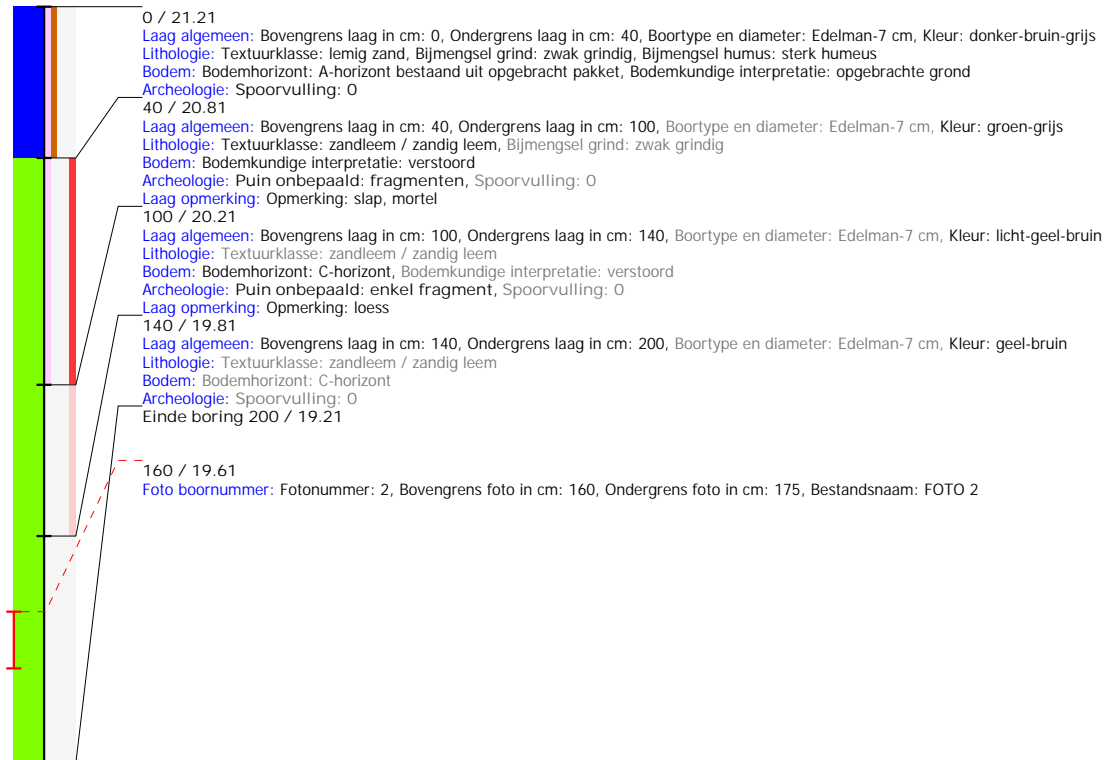 0 / 21.21
Laag algemeen: Bovengrens laag in cm: 0, Ondergrens laag in cm: 40, Boortype en diameter: Edelman-7 cm, Kleur: donker-bruin-grijs
Lithologie: Textuurklasse: lemig zand, Bijmengsel grind: zwak grindig, Bijmengsel humus: sterk humeus
Bodem: Bodemhorizont: A-horizont bestaand uit opgebracht pakket, Bodemkundige interpretatie: opgebrachte grond
Archeologie: Spoorvulling: 0
40 / 20.81
Laag algemeen: Bovengrens laag in cm: 40, Ondergrens laag in cm: 100, Boortype en diameter: Edelman-7 cm, Kleur: groen-grijs
Lithologie: Textuurklasse: zandleem / zandig leem, Bijmengsel grind: zwak grindig
Bodem: Bodemkundige interpretatie: verstoord
Archeologie: Puin onbepaald: fragmenten, Spoorvulling: 0
Laag opmerking: Opmerking: slap, mortel
100 / 20.21
Laag algemeen: Bovengrens laag in cm: 100, Ondergrens laag in cm: 140, Boortype en diameter: Edelman-7 cm, Kleur: licht-geel-bruin
Lithologie: Textuurklasse: zandleem / zandig leem
Bodem: Bodemhorizont: C-horizont, Bodemkundige interpretatie: verstoord
Archeologie: Puin onbepaald: enkel fragment, Spoorvulling: 0
Laag opmerking: Opmerking: loess
140 / 19.81
Laag algemeen: Bovengrens laag in cm: 140, Ondergrens laag in cm: 200, Boortype en diameter: Edelman-7 cm, Kleur: geel-bruin
Lithologie: Textuurklasse: zandleem / zandig leem
Bodem: Bodemhorizont: C-horizont
Archeologie: Spoorvulling: 0
Einde boring 200 / 19.21
160 / 19.61
Foto boornummer: Fotonummer: 2, Bovengrens foto in cm: 160, Ondergrens foto in cm: 175, Bestandsnaam: FOTO 2